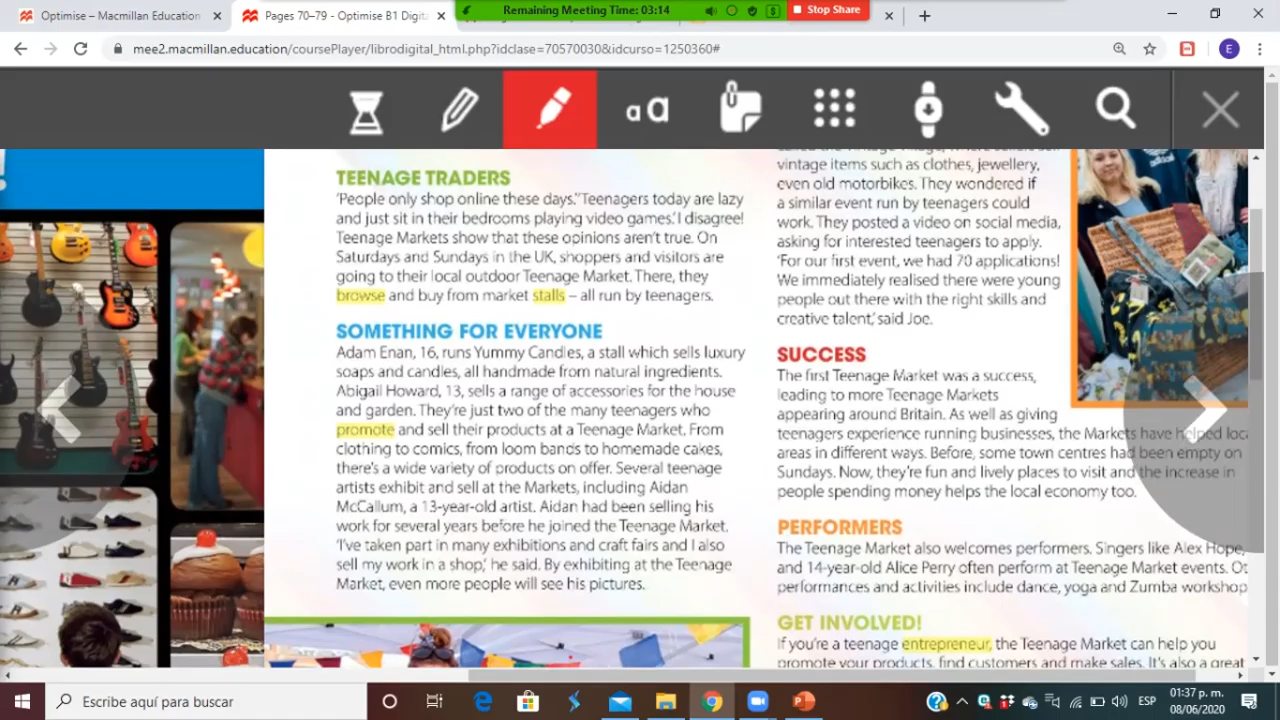 Optimise – Macmillan Education
Pages 70–79 - Optimise B1 Digit
Remaining Meeting Time: 03:14
Stop Share
mee2.macmillan.education/coursePlayer/librodigital_html.php?idclase=70570030&idcurso=1250360#
E
a a
TEENAGE TRADERS
'People only shop online these days.' 'Teenagers today are lazy
and just sit in their bedrooms playing video games.' I disagree!
Teenage Markets show that these opinions aren't true. On
Saturdays and Sundays in the UK, shoppers and visitors are
going to their local outdoor Teenage Market. There, they
browse and buy from market stalls – all run by teenagers.
SOMETHING FOR EVERYONE
Adam Enan, 16, runs Yummy Candles, a stall which sells luxury
soaps and candles, all handmade from natural ingredients.
Abigail Howard, 13, sells a range of accessories for the house
and garden. They're just two of the many teenagers who
promote and sell their products at a Teenage Market. From
clothing to comics, from loom bands to homemade cakes,
there's a wide variety of products on offer. Several teenage
artists exhibit and sell at the Markets, including Aidan
McCallum, a 13-year-old artist. Aidan had been selling his
work for several years before he joined the Teenage Market.
'I've taken part in many exhibitions and craft fairs and I also
sell my work in a shop,' he said. By exhibiting at the Teenage
Market, even more people will see his pictures.
vintage items such as clothes, jewellery,
even old motorbikes. They wondered if
a similar event run by teenagers could
work. They posted a video on social media,
asking for interested teenagers to apply.
'For our first event, we had 70 applications!
We immediately realised there were young
people out there with the right skills and
creative talent,' said Joe.
SUCCESS
The first Teenage Market was a success,
leading to more Teenage Markets
appearing around Britain. As well as giving
teenagers experience running businesses, the Markets have helped loca
areas in different ways. Before, some town centres had been empty on
Sundays. Now, they're fun and lively places to visit and the increase in
people spending money helps the local economy too.
PERFORMERS
The Teenage Market also welcomes performers. Singers like Alex Hope,
and 14-year-old Alice Perry often perform at Teenage Market events. Ot
performances and activities include dance, yoga and Zumba workshop
GET INVOLVED!
If you're a teenage entrepreneur, the Teenage Market can help you
promote your products, find customers and make sales. It's also a great
Escribe aquí para buscar
ESP
01:37 p. m.
08/06/2020